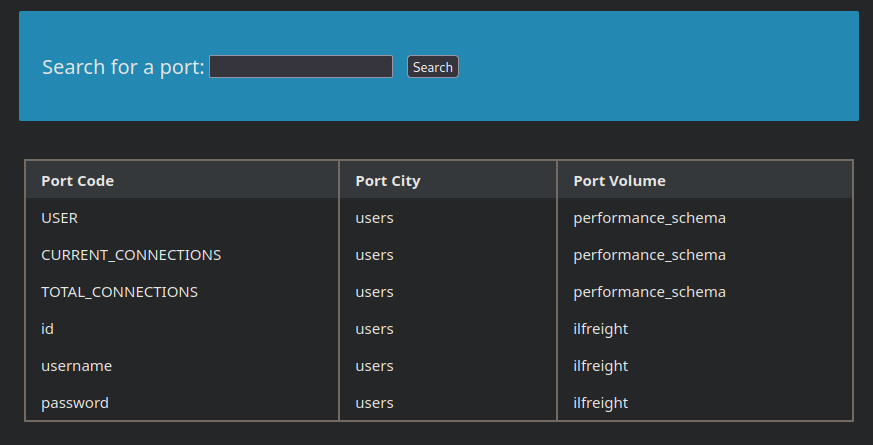 Search for a port: Search
Port Code Port City Port Volume
USER users performance_schema
CURRENT_CONNECTIONS users performance_schema
TOTAL_CONNECTIONS users performance_schema
id users ilfreight
username users ilfreight
password users ilfreight